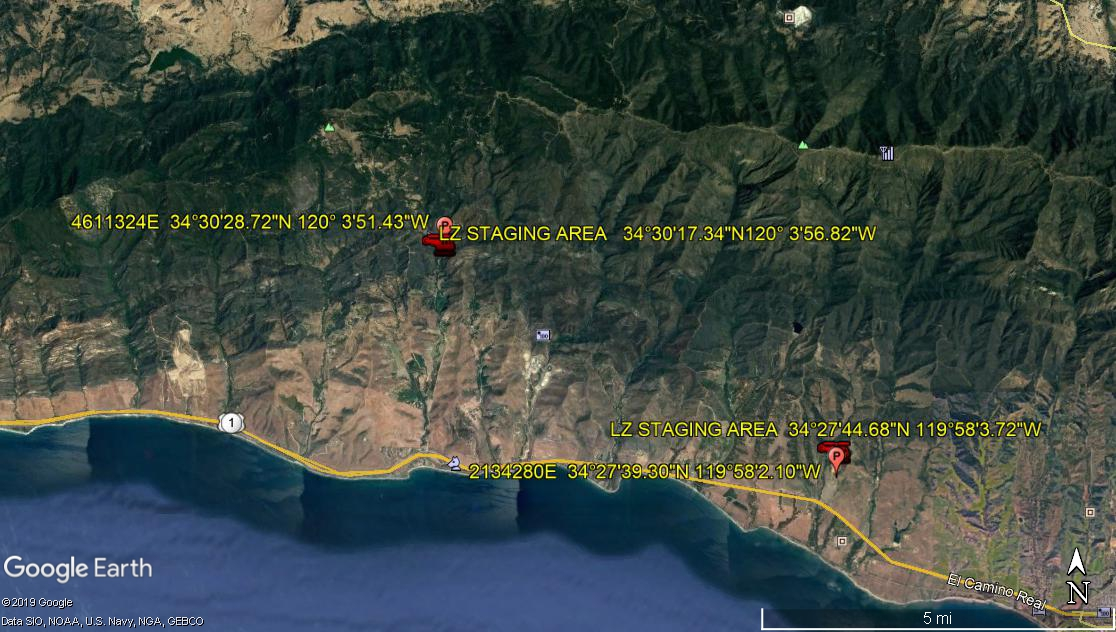 4611324E  34°30'28.72"N 120° 3'51.43"W
P
LZ STAGING AREA   34°30'17.34"N120° 3'56.82"W
1
LZ STAGING AREA  34°27'44.68"N 119°58'3.72"W
P
2134280E  34°27'39.30"N 119°58'2.10"W
Google Earth
El Camino Real
N
©2019 Google
Data SIO, NOAA, U.S. Navy, NGA, GEBCO
5 mi